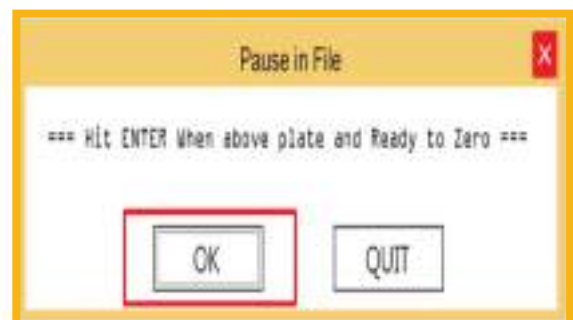 Pause in File
X
=== Hit ENTER When above plate and Ready to Zero ===
OK QUIT